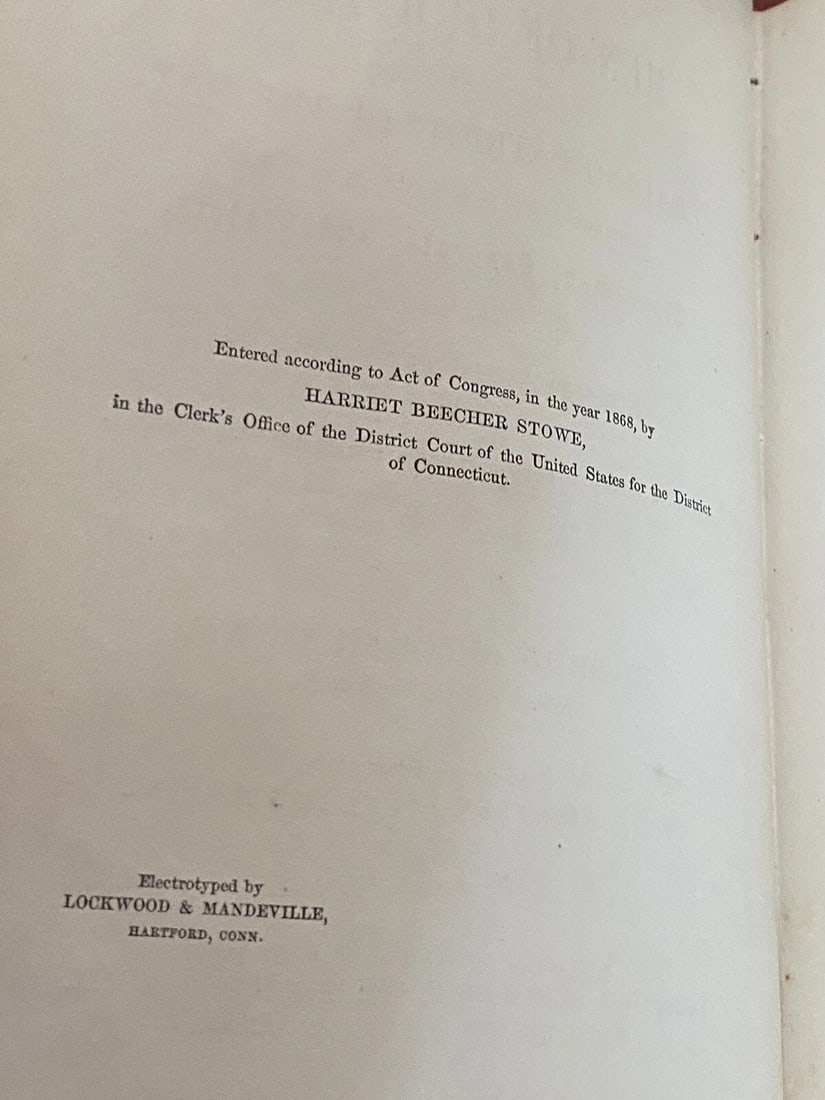 Entered according to Act of Congress, in the year 1868, by
HARRIET BEECHER STOWE,
in the Clerk's Office of the District Court of the United States for the District
of Connecticut.
Electrotyped by
LOCKWOOD & MANDEVILLE,
HARTFORD, CONN.